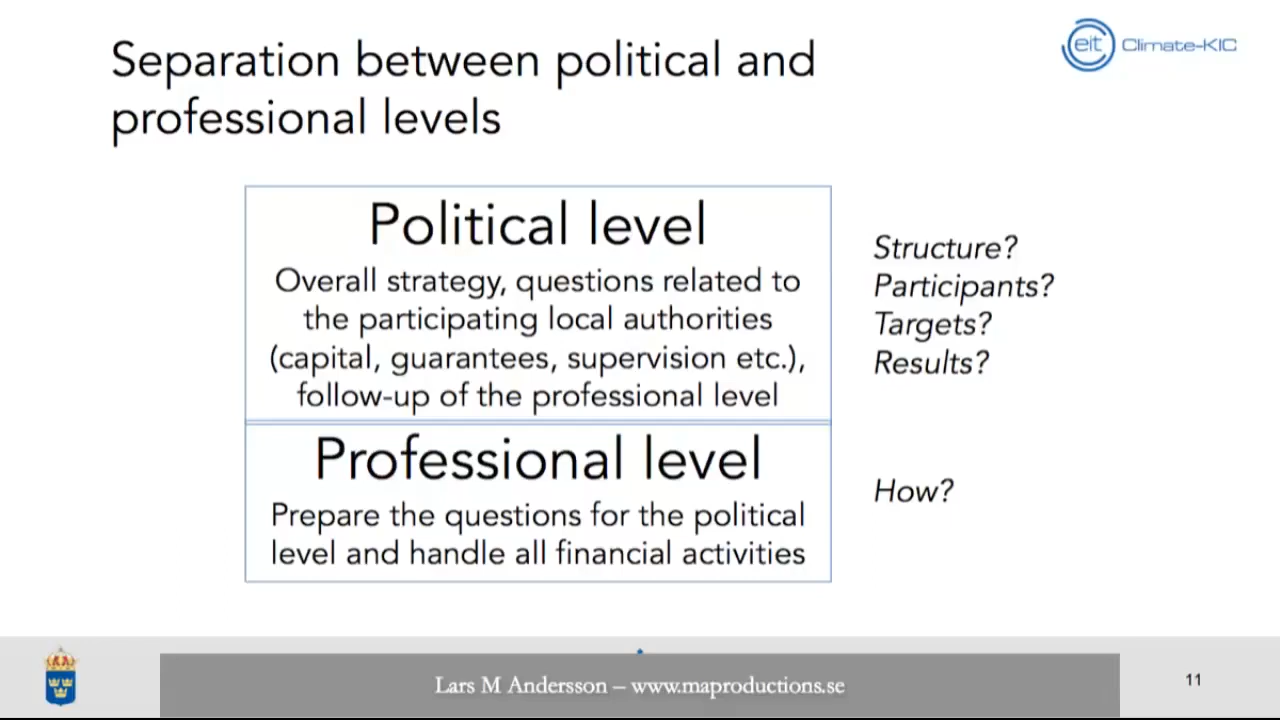 Separation between political and
professional levels
eit Climate-KIC
Political level
Overall strategy, questions related to
the participating local authorities
(capital, guarantees, supervision etc.),
follow-up of the professional level
Structure?
Participants?
Targets?
Results?
Professional level
Prepare the questions for the political
level and handle all financial activities
How?
Lars M Andersson – www.maproductions.se
11